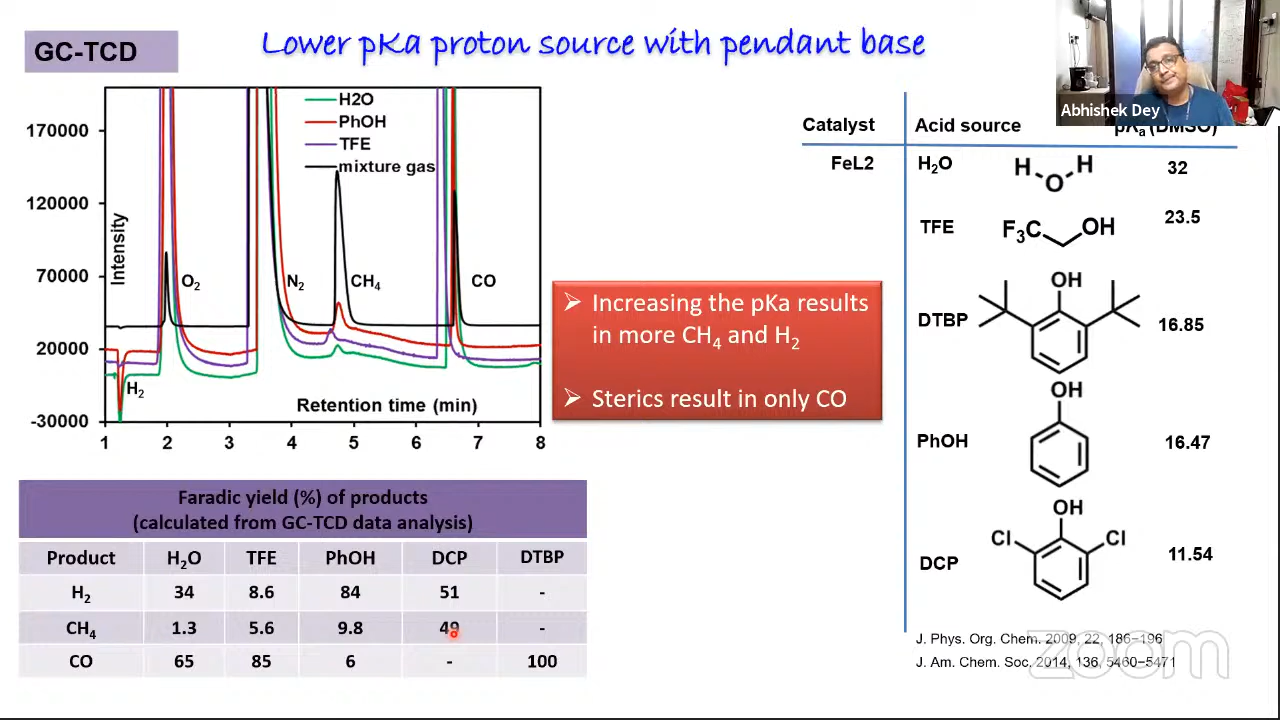 GC-TCD
Lower pKa proton source with pendant base
Abhishek Dey
H2O
PhOH
TFE
mixture gas
170000
120000
70000
20000
-30000
Intensity
O₂
N₂
CH₄
CO
H₂
Retention time (min)
1 2 3 4 5 6 7 8
➢ Increasing the pKa results
in more CH₄ and H₂
➢ Sterics result in only CO
Catalyst Acid source pKₐ (DMSO)
FeL2 H₂O H O H 32
TFE F₃C OH 23.5
OH
DTBP 16.85
OH
PhOH 16.47
OH
Cl Cl
DCP 11.54
J. Phys. Org. Chem. 2009, 22, 186–196
J. Am. Chem. Soc. 2014, 136, 5460–5471
zoom
Faradic yield (%) of products
(calculated from GC-TCD data analysis)
Product H₂O TFE PhOH DCP DTBP
H₂ 34 8.6 84 51 -
CH₄ 1.3 5.6 9.8 49 -
CO 65 85 6 - 100